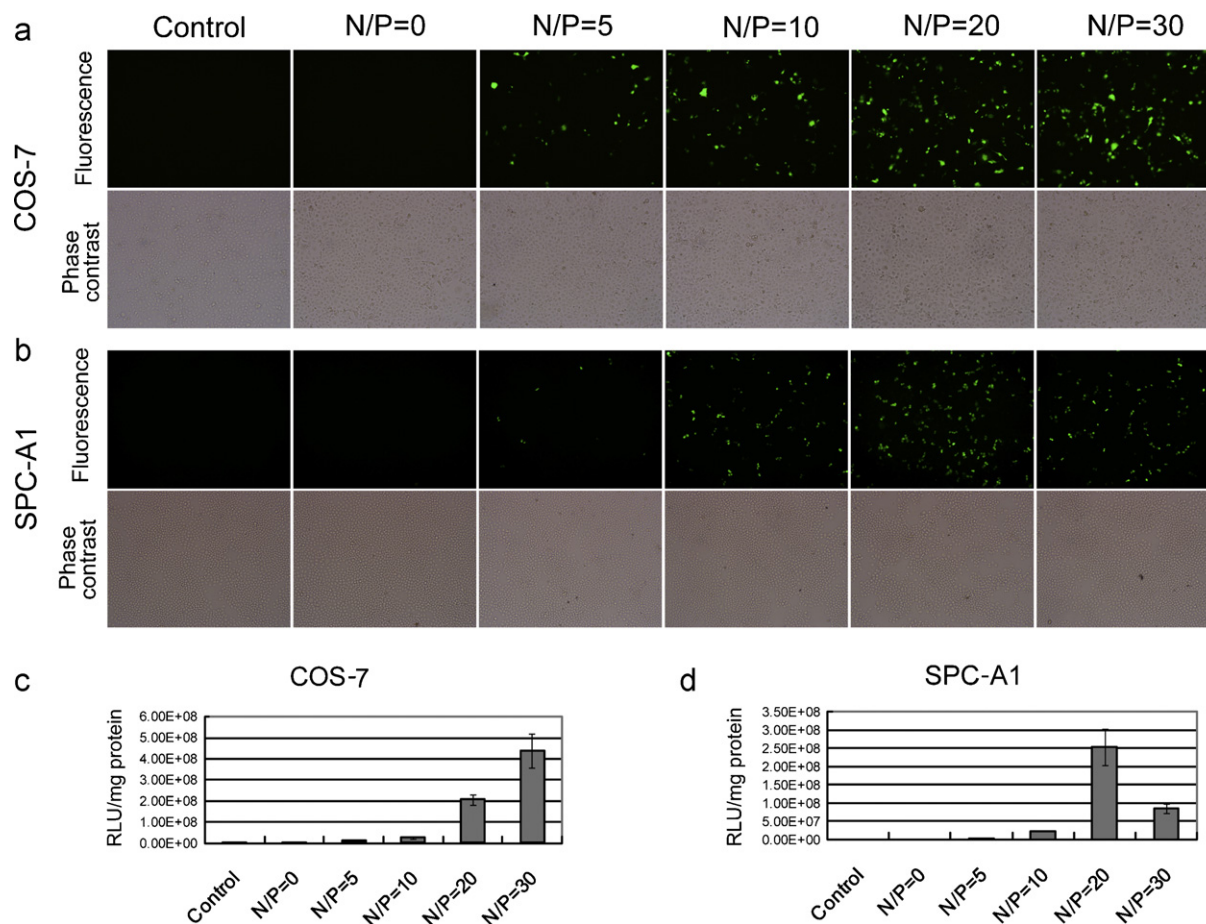 a
Control N/P=0 N/P=5 N/P=10 N/P=20 N/P=30
COS-7
Fluorescence
Phase
contrast
b
SPC-A1
Fluorescence
Phase
contrast
c
COS-7
RLU/mg protein
6.00E+08
5.00E+08
4.00E+08
3.00E+08
2.00E+08
1.00E+08
0.00E+00
Control N/P=0 N/P=5 N/P=10 N/P=20 N/P=30
d
SPC-A1
RLU/mg protein
3.50E+08
3.00E+08
2.50E+08
2.00E+08
1.50E+08
1.00E+08
5.00E+07
0.00E+00
Control N/P=0 N/P=5 N/P=10 N/P=20 N/P=30